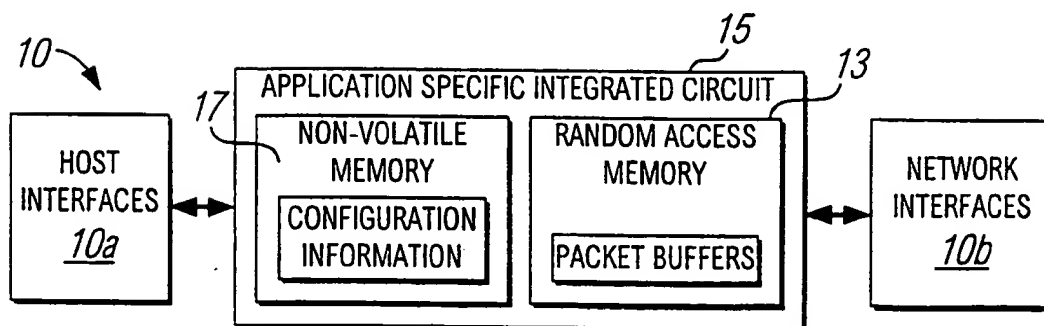 10
15
APPLICATION SPECIFIC INTEGRATED CIRCUIT
13
17
HOST
INTERFACES
10a
NON-VOLATILE
MEMORY
CONFIGURATION
INFORMATION
RANDOM ACCESS
MEMORY
PACKET BUFFERS
NETWORK
INTERFACES
10b